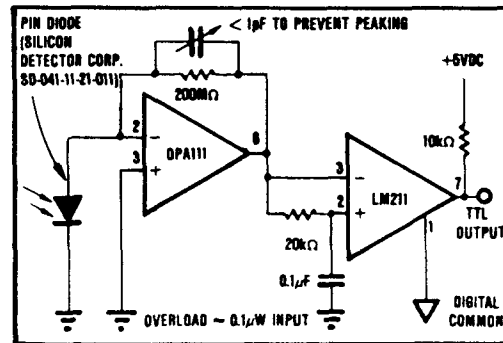 PIN DIODE
(SILICON
DETECTOR CORP.
SD-041-11-21-011)
< 1pF TO PREVENT PEAKING
200MΩ
2
3
OPA111
6
+5VDC
10kΩ
3
2
LM211
7
1
TTL
OUTPUT
20kΩ
0.1µF
DIGITAL
COMMON
OVERLOAD ~ 0.1µW INPUT